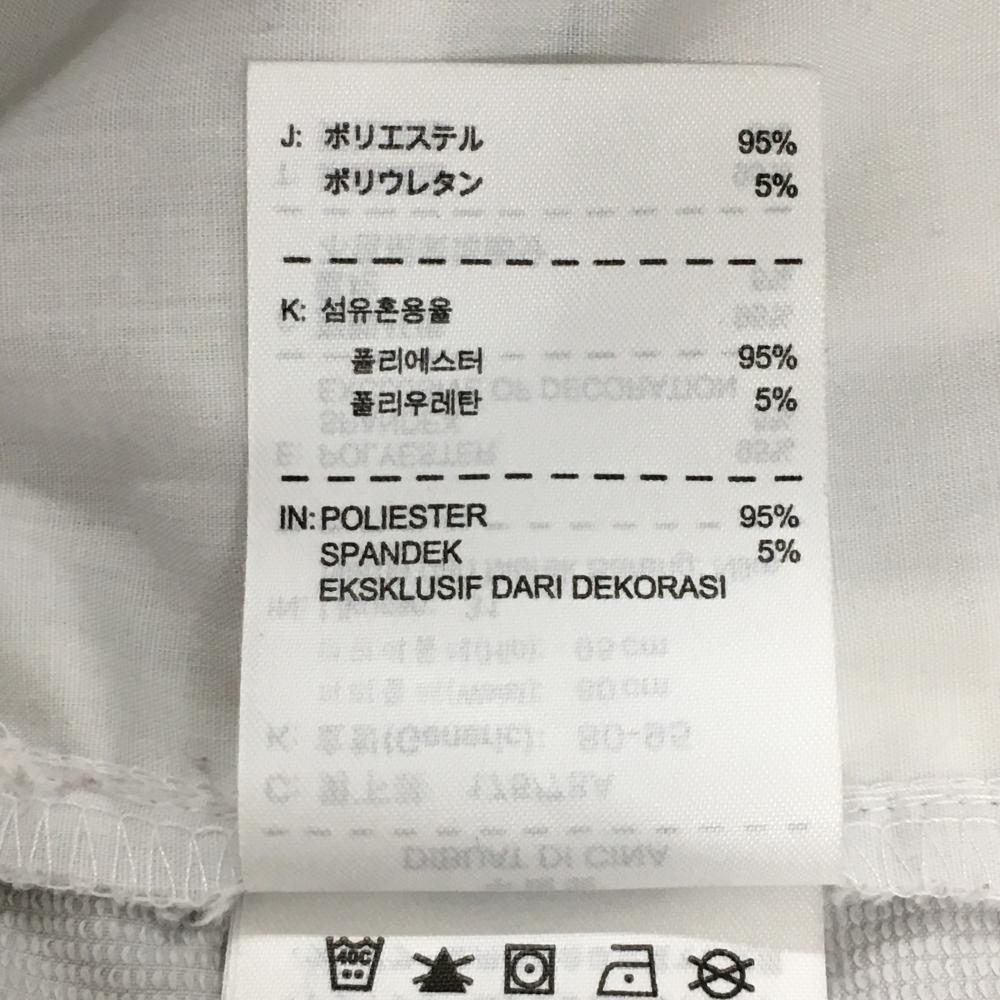 J: ポリエステル 95%
ポリウレタン 5%
K: 섬유혼용율
폴리에스터 95%
폴리우레탄 5%
IN: POLIESTER 95%
SPANDEK 5%
EKSKLUSIF DARI DEKORASI
40C